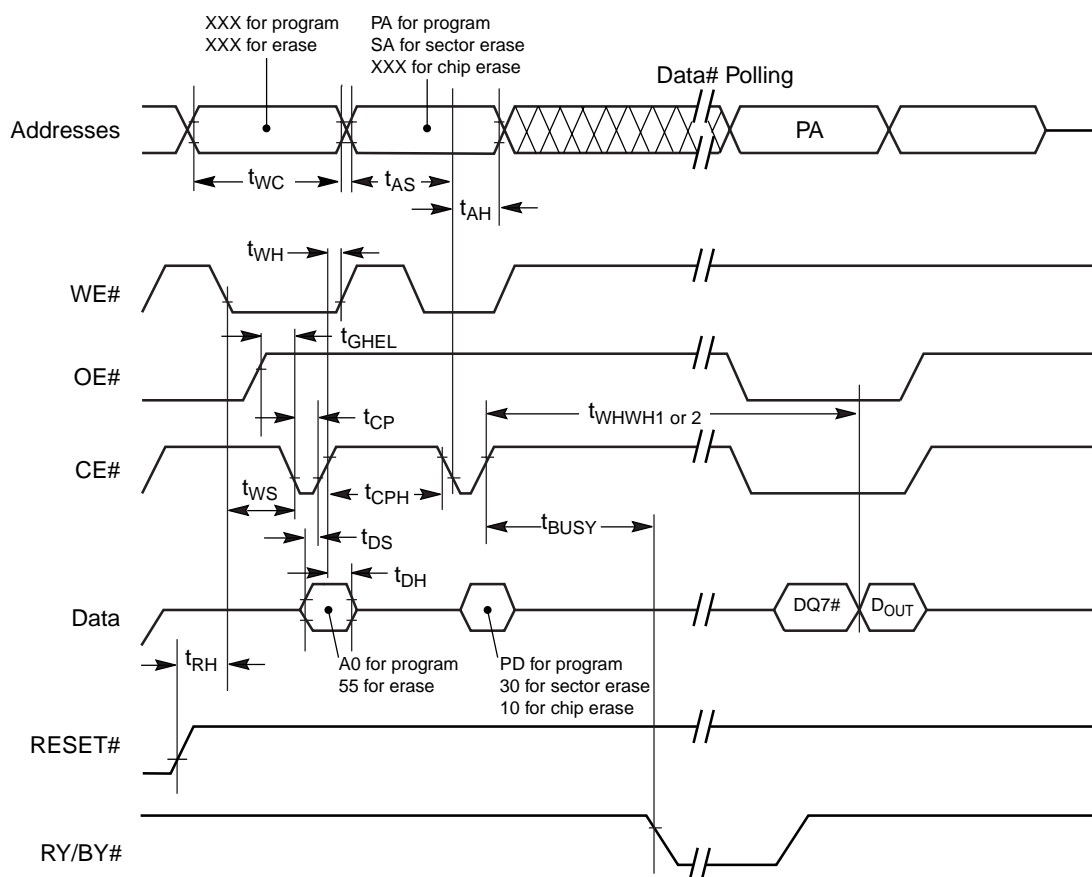 XXX for program
XXX for erase
PA for program
SA for sector erase
XXX for chip erase
Data# Polling
Addresses
PA
tWC
tAS
tAH
tWH
WE#
tGHEL
OE#
tWHWH1 or 2
tCP
CE#
tWS
tCPH
tBUSY
tDS
tDH
Data
DQ7#
DOUT
tRH
A0 for program
55 for erase
PD for program
30 for sector erase
10 for chip erase
RESET#
RY/BY#